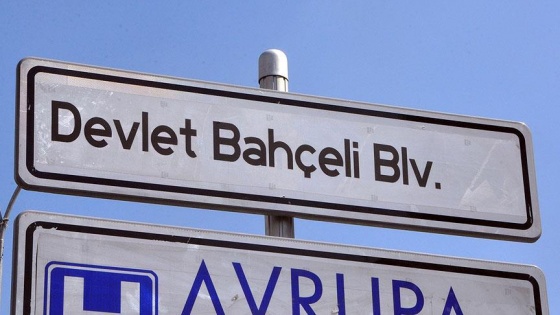 Devlet Bahçeli Blv.
H AVRUPA